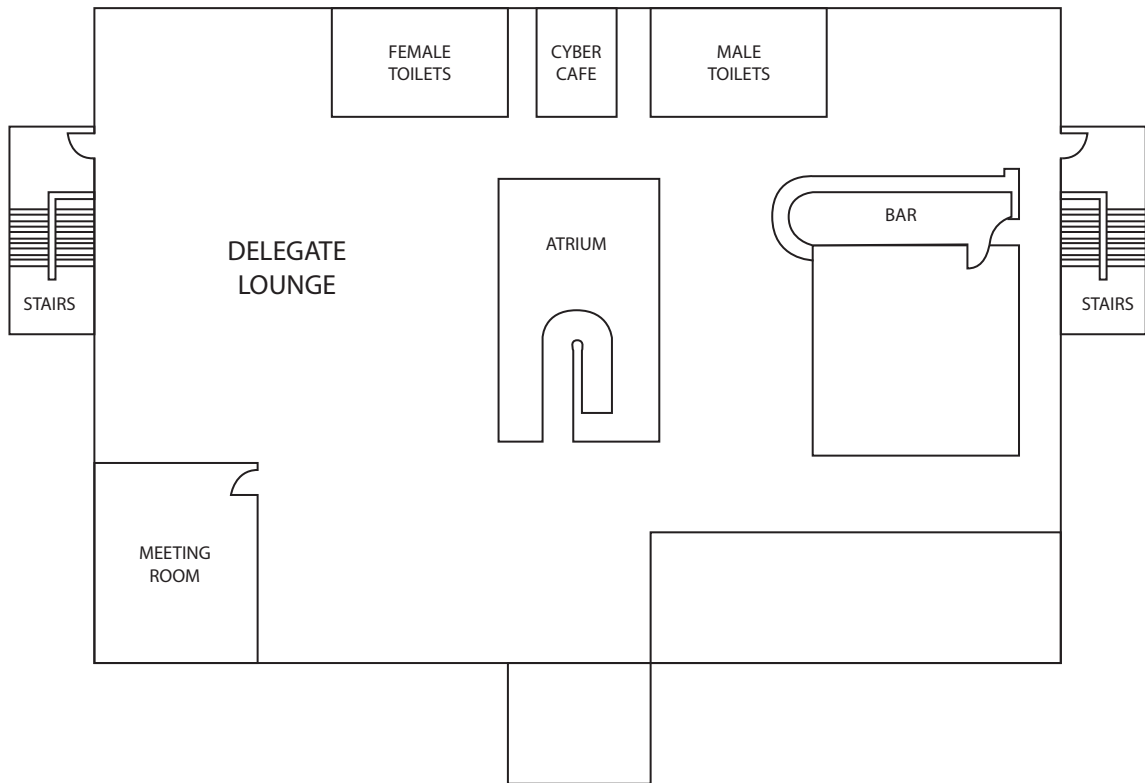 FEMALE
TOILETS
CYBER
CAFE
MALE
TOILETS
BAR
DELEGATE
LOUNGE
ATRIUM
STAIRS
STAIRS
MEETING
ROOM